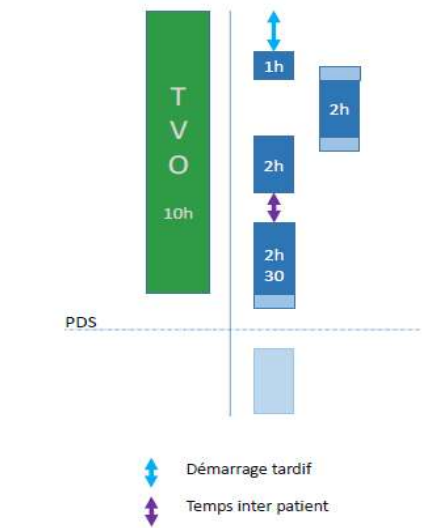 1h
T
V
O
10h
2h
2h
2h
30
PDS
Démarrage tardif
Temps inter patient